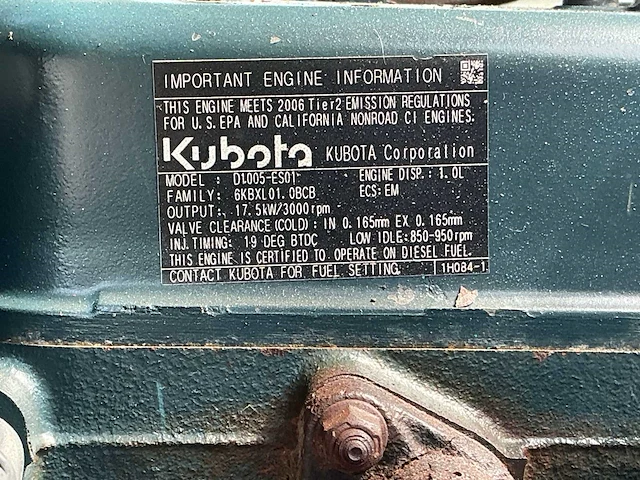 IMPORTANT ENGINE INFORMATION
THIS ENGINE MEETS 2006 Tier2 EMISSION REGULATIONS
FOR U.S. EPA AND CALIFORNIA NONROAD CI ENGINES.
Kubota KUBOTA Corporation
MODEL : D1005-ES01 ENGINE DISP.: 1.0L
FAMILY: 6KBXL01.0BCB ECS: EM
OUTPUT: 17.5kW/3000rpm
VALVE CLEARANCE (COLD): IN 0.165mm EX 0.165mm
INJ.TIMING: 19 DEG BTDC LOW IDLE: 850-950rpm
THIS ENGINE IS CERTIFIED TO OPERATE ON DIESEL FUEL.
CONTACT KUBOTA FOR FUEL SETTING. 1H084-1